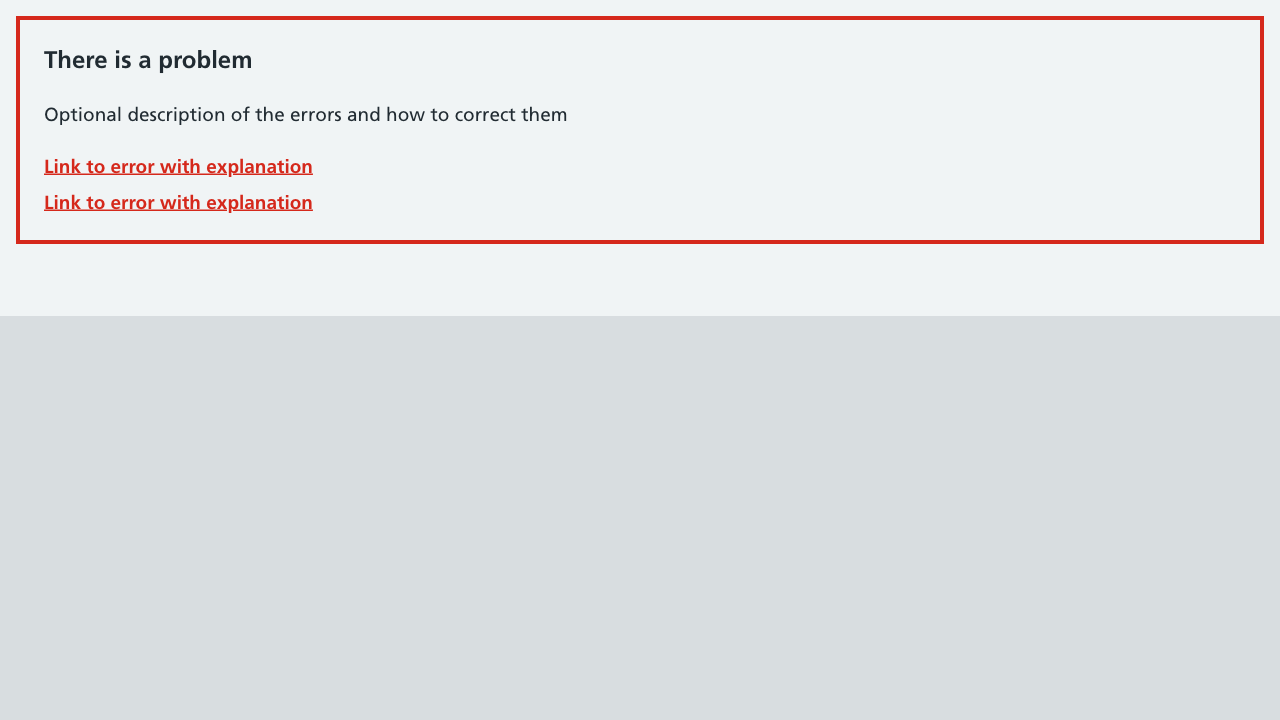 There is a problem
Optional description of the errors and how to correct them
Link to error with explanation
Link to error with explanation